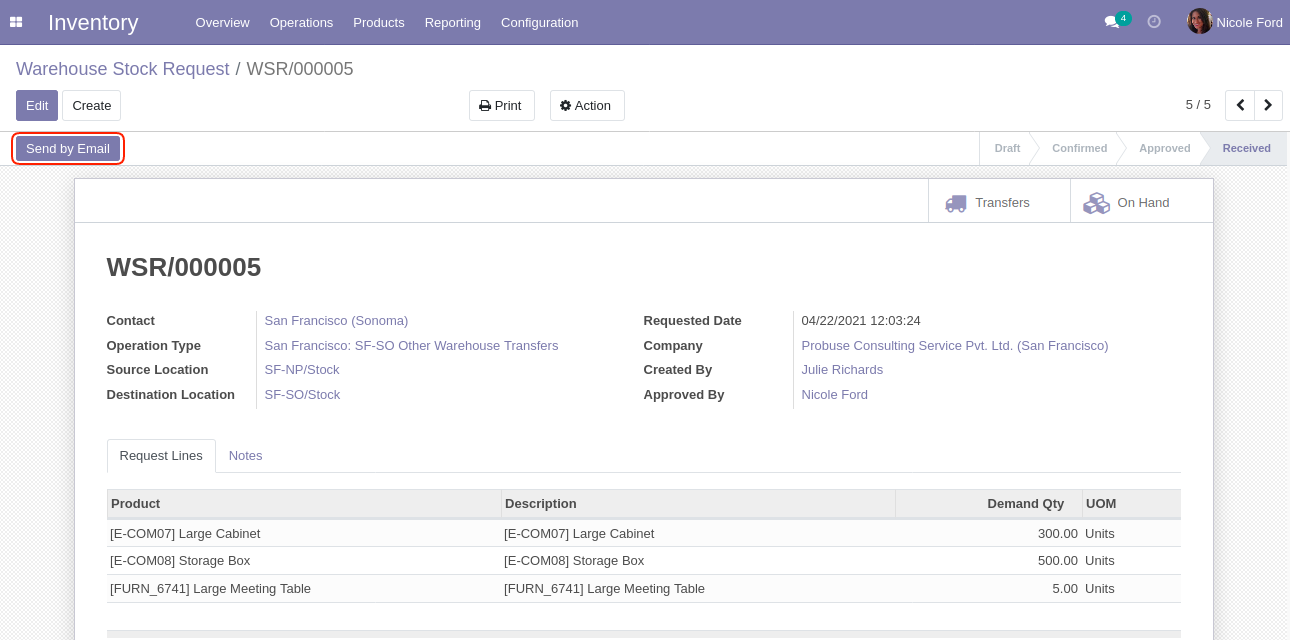 Inventory Overview Operations Products Reporting Configuration 4 Nicole Ford
Warehouse Stock Request / WSR/000005
Edit Create Print Action 5 / 5
Send by Email Draft Confirmed Approved Received
Transfers On Hand
WSR/000005
Contact San Francisco (Sonoma) Requested Date 04/22/2021 12:03:24
Operation Type San Francisco: SF-SO Other Warehouse Transfers Company Probuse Consulting Service Pvt. Ltd. (San Francisco)
Source Location SF-NP/Stock Created By Julie Richards
Destination Location SF-SO/Stock Approved By Nicole Ford
Request Lines Notes
Product Description Demand Qty UOM
[E-COM07] Large Cabinet [E-COM07] Large Cabinet 300.00 Units
[E-COM08] Storage Box [E-COM08] Storage Box 500.00 Units
[FURN_6741] Large Meeting Table [FURN_6741] Large Meeting Table 5.00 Units